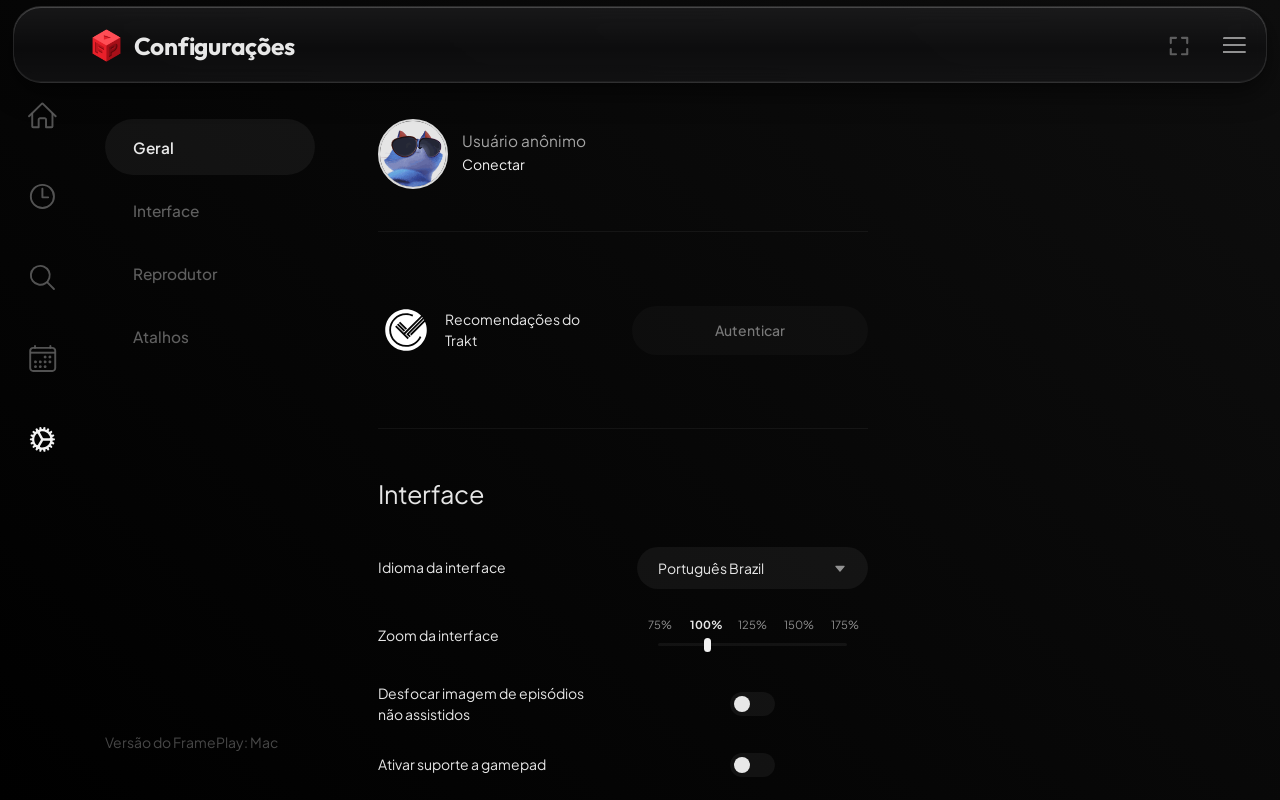 Configurações
Geral
Interface
Reprodutor
Atalhos
Versão do FramePlay: Mac
Usuário anônimo
Conectar
Recomendações do
Trakt
Autenticar
Interface
Idioma da interface
Português Brazil
Zoom da interface
75% 100% 125% 150% 175%
Desfocar imagem de episódios
não assistidos
Ativar suporte a gamepad